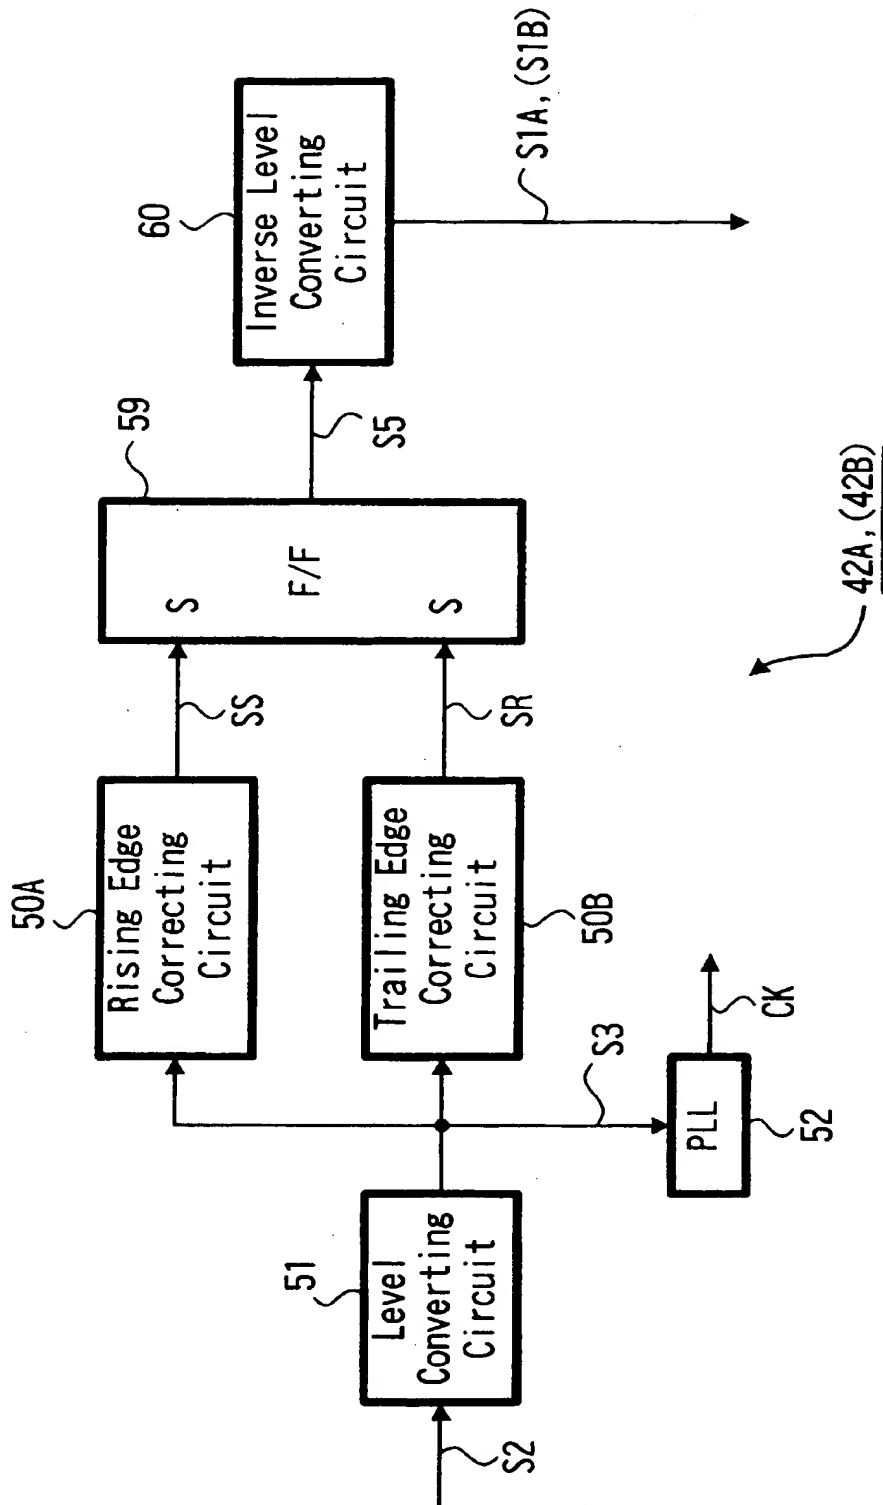 S2
51
Level
Converting
Circuit
S3
PLL
52
CK
50A
Rising Edge
Correcting
Circuit
Trailing Edge
Correcting
Circuit
50B
SS
SR
59
S
F/F
S
S5
60
Inverse Level
Converting
Circuit
S1A, (S1B)
42A, (42B)